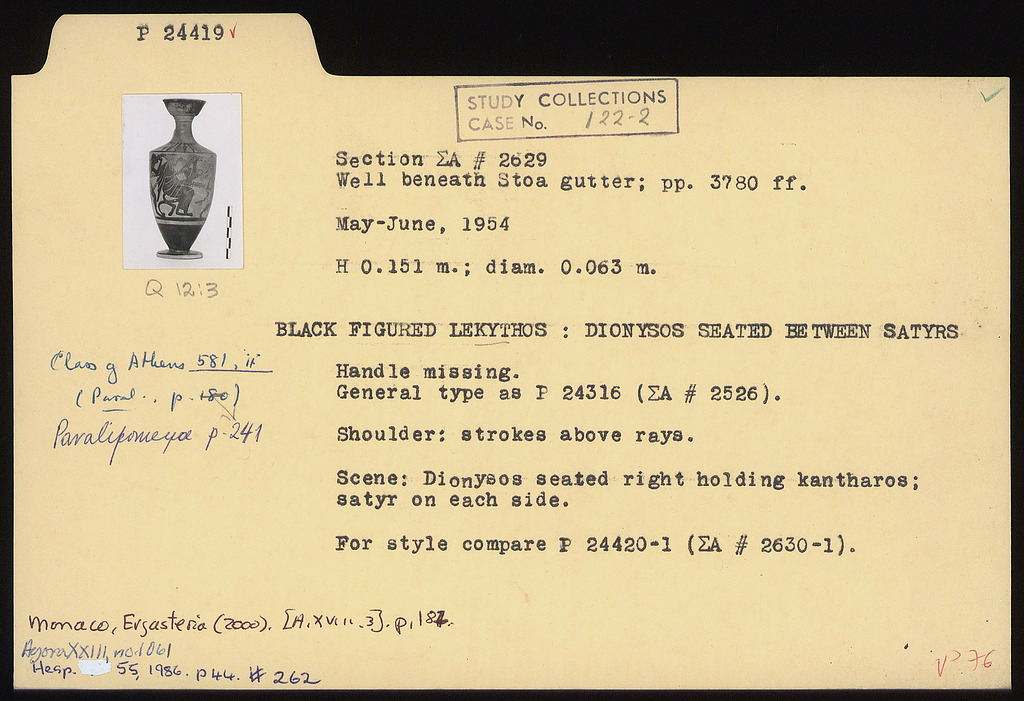 P 24419 ✓
STUDY COLLECTIONS
CASE No. 122-2
Section ΣA # 2629
Well beneath Stoa gutter; pp. 3780 ff.
May-June, 1954
H 0.151 m.; diam. 0.063 m.
Q 12:3
BLACK FIGURED LEKYTHOS : DIONYSOS SEATED BETWEEN SATYRS
Class of Athens 581, ii
(Paral., p. 180)
Paralipomena p. 241
Handle missing.
General type as P 24316 (ΣA # 2526).
Shoulder: strokes above rays.
Scene: Dionysos seated right holding kantharos;
satyr on each side.
For style compare P 24420-1 (ΣA # 2630-1).
Monaco, Ergasteria (2000). [A.XVIII.3]. p.
Agora XXIII, no 1061
Hesp. 55, 1986. p 44. # 262
76